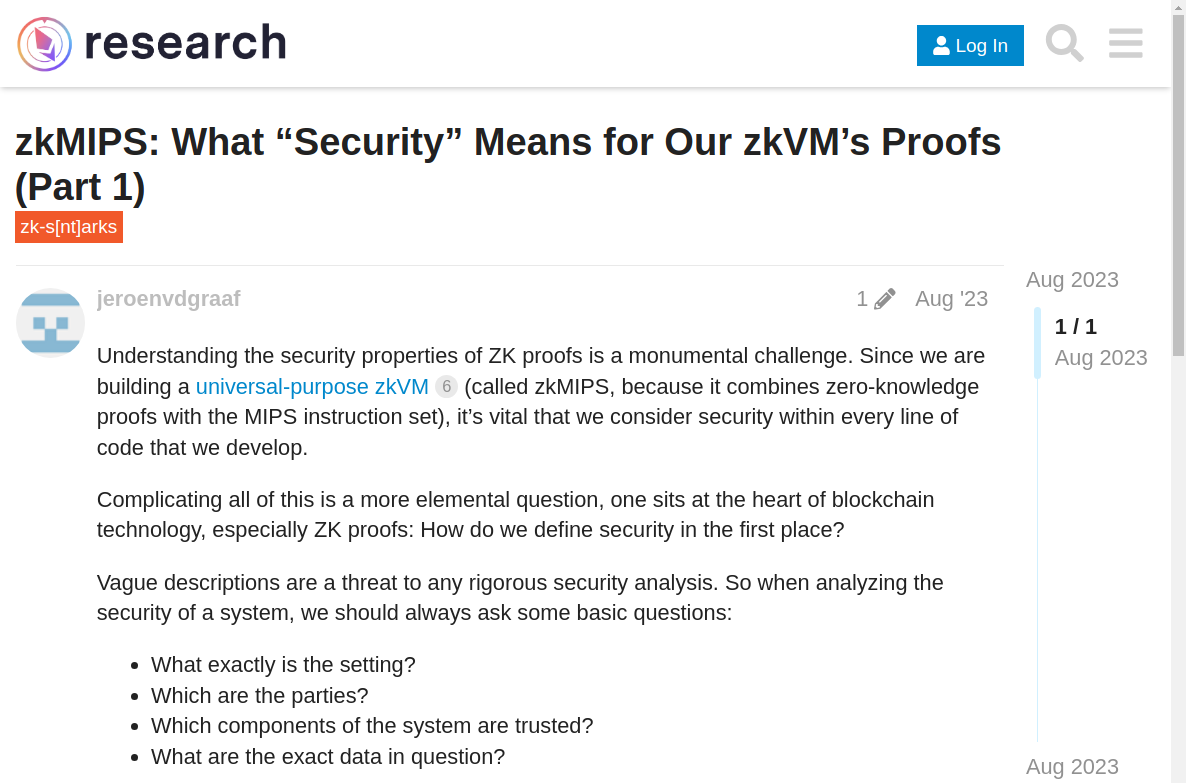 research
Log In
zkMIPS: What “Security” Means for Our zkVM’s Proofs
(Part 1)
zk-s[nt]arks
Aug 2023
jeroenvdgraaf
1
Aug '23
1 / 1
Aug 2023
Understanding the security properties of ZK proofs is a monumental challenge. Since we are
building a universal-purpose zkVM 6 (called zkMIPS, because it combines zero-knowledge
proofs with the MIPS instruction set), it’s vital that we consider security within every line of
code that we develop.
Complicating all of this is a more elemental question, one sits at the heart of blockchain
technology, especially ZK proofs: How do we define security in the first place?
Vague descriptions are a threat to any rigorous security analysis. So when analyzing the
security of a system, we should always ask some basic questions:
• What exactly is the setting?
• Which are the parties?
• Which components of the system are trusted?
• What are the exact data in question?
Aug 2023